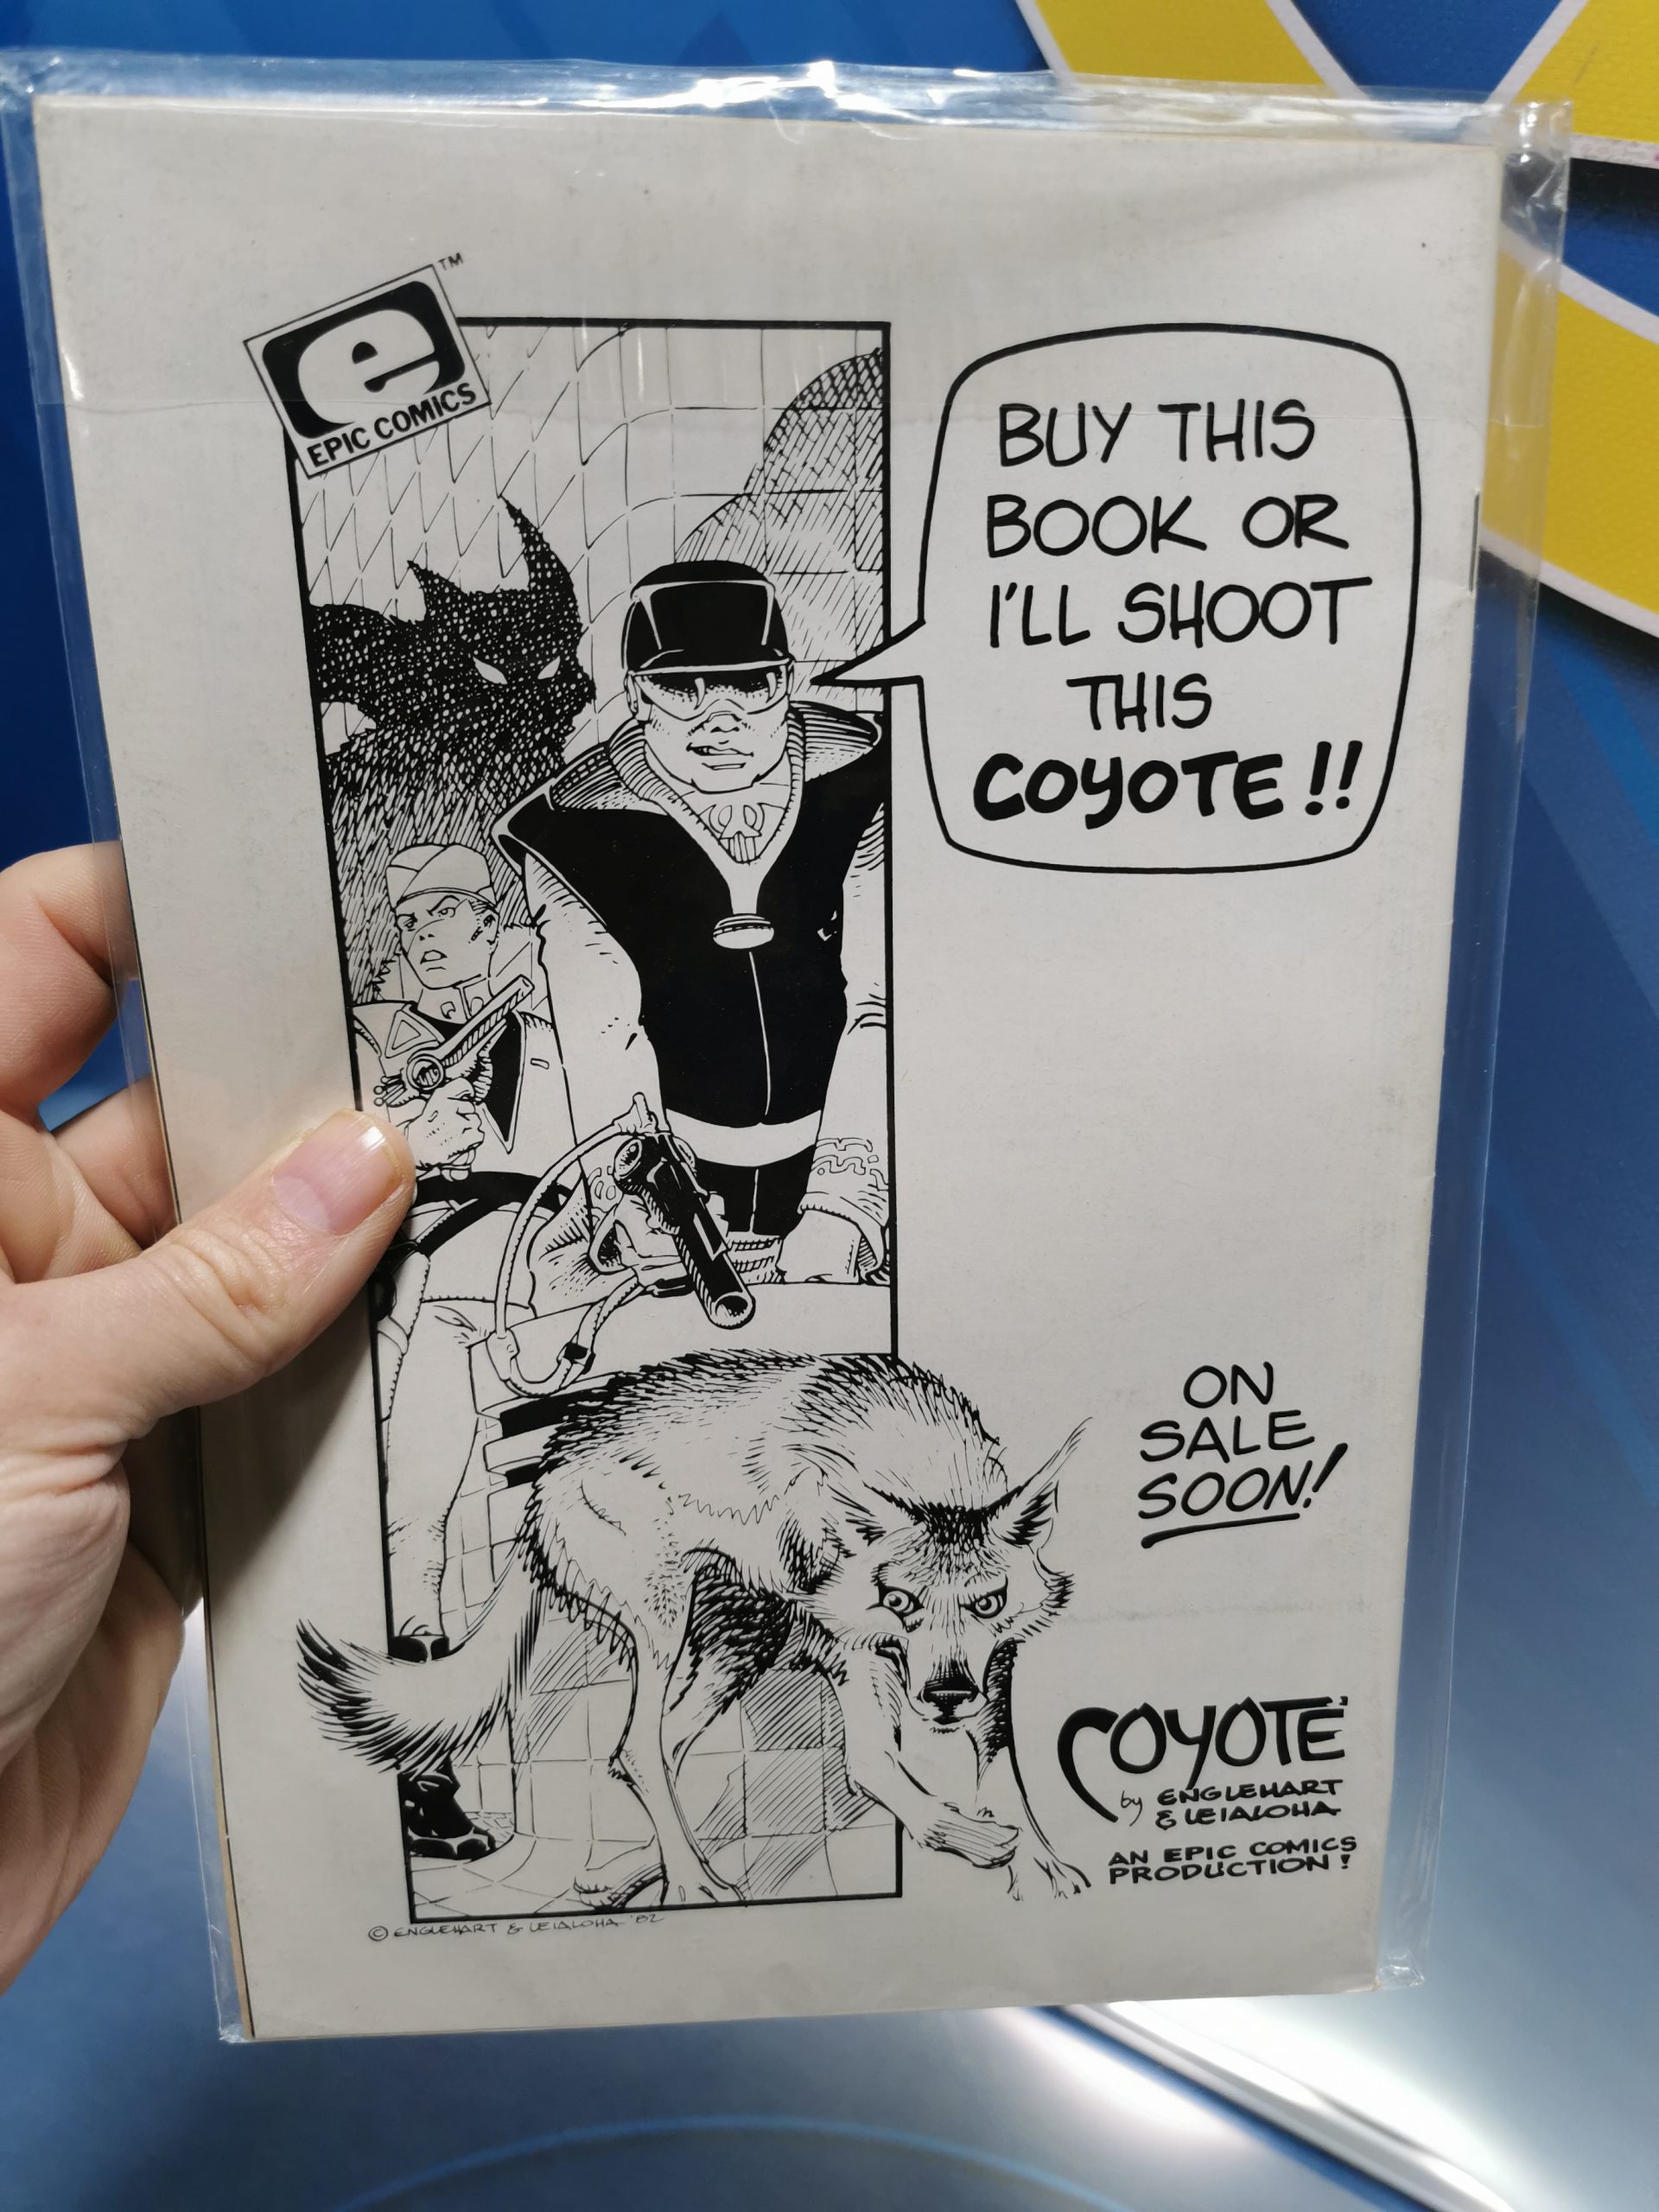 TM
e
EPIC COMICS
BUY THIS
BOOK OR
I'LL SHOOT
THIS
COYOTE!!
ON
SALE
SOON!
COYOTE
by ENGLEHART
& LEIALOHA
AN EPIC COMICS
PRODUCTION!
© ENGLEHART & LEIALOHA '82